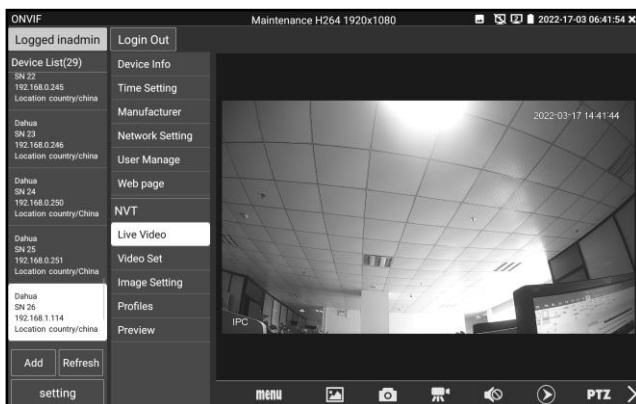 ONVIF
Maintenance H264 1920x1080
2022-17-03 06:41:54
Logged inadmin
Login Out
Device List(29)
SN 22
192.168.0.245
Location country/china
Dahua
SN 23
192.168.0.246
Location country/china
Dahua
SN 24
192.168.0.250
Location country/China
Dahua
SN 25
192.168.0.251
Location country/China
Dahua
SN 26
192.168.1.114
Location country/china
Add
Refresh
setting
Device Info
Time Setting
Manufacturer
Network Setting
User Manage
Web page
NVT
Live Video
Video Set
Image Setting
Profiles
Preview
2022-03-17 14:41:44
IPC
menu
PTZ